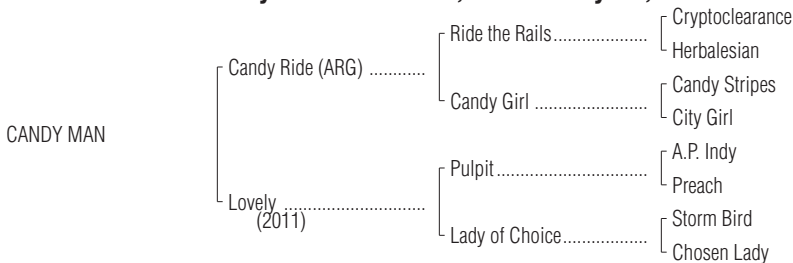 Cryptoclearance
Ride the Rails
Herbalesian
Candy Ride (ARG)
Candy Stripes
Candy Girl
City Girl
CANDY MAN
A.P. Indy
Pulpit
Preach
Lovely
(2011)
Storm Bird
Lady of Choice
Chosen Lady